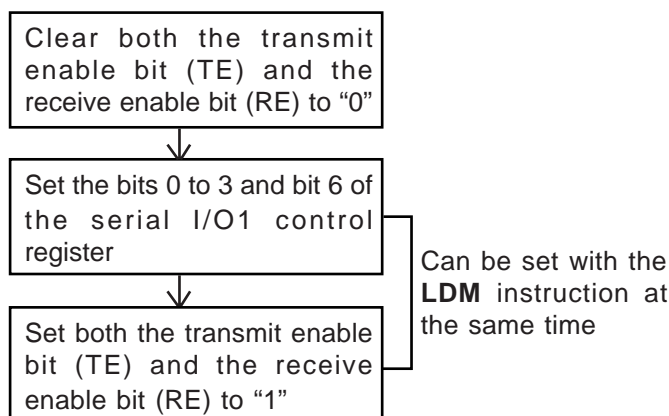 Clear both the transmit
enable bit (TE) and the
receive enable bit (RE) to “0”
Set the bits 0 to 3 and bit 6 of
the serial I/O1 control
register
Can be set with the
LDM instruction at
the same time
Set both the transmit enable
bit (TE) and the receive
enable bit (RE) to “1”